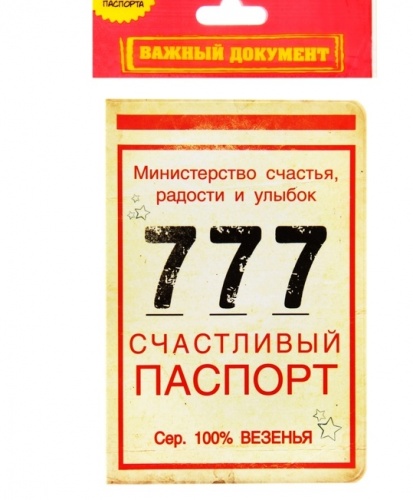 ПАСПОРТА
ВАЖНЫЙ ДОКУМЕНТ
Министерство счастья,
радости и улыбок
777
СЧАСТЛИВЫЙ
ПАСПОРТ
Сер. 100% ВЕЗЕНЬЯ